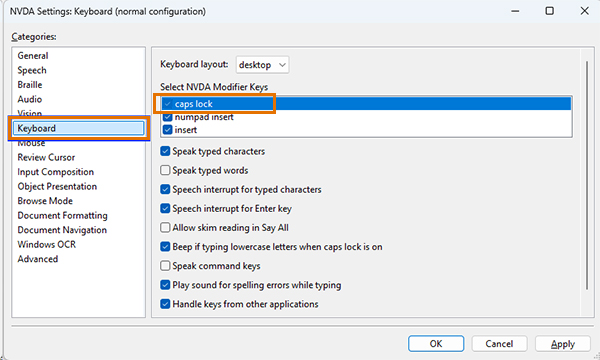 NVDA Settings: Keyboard (normal configuration)
Categories:
General
Speech
Braille
Audio
Vision
Keyboard
Mouse
Review Cursor
Input Composition
Object Presentation
Browse Mode
Document Formatting
Document Navigation
Windows OCR
Advanced
Keyboard layout: desktop
Select NVDA Modifier Keys
caps lock
numpad insert
insert
Speak typed characters
Speak typed words
Speech interrupt for typed characters
Speech interrupt for Enter key
Allow skim reading in Say All
Beep if typing lowercase letters when caps lock is on
Speak command keys
Play sound for spelling errors while typing
Handle keys from other applications
OK Cancel Apply